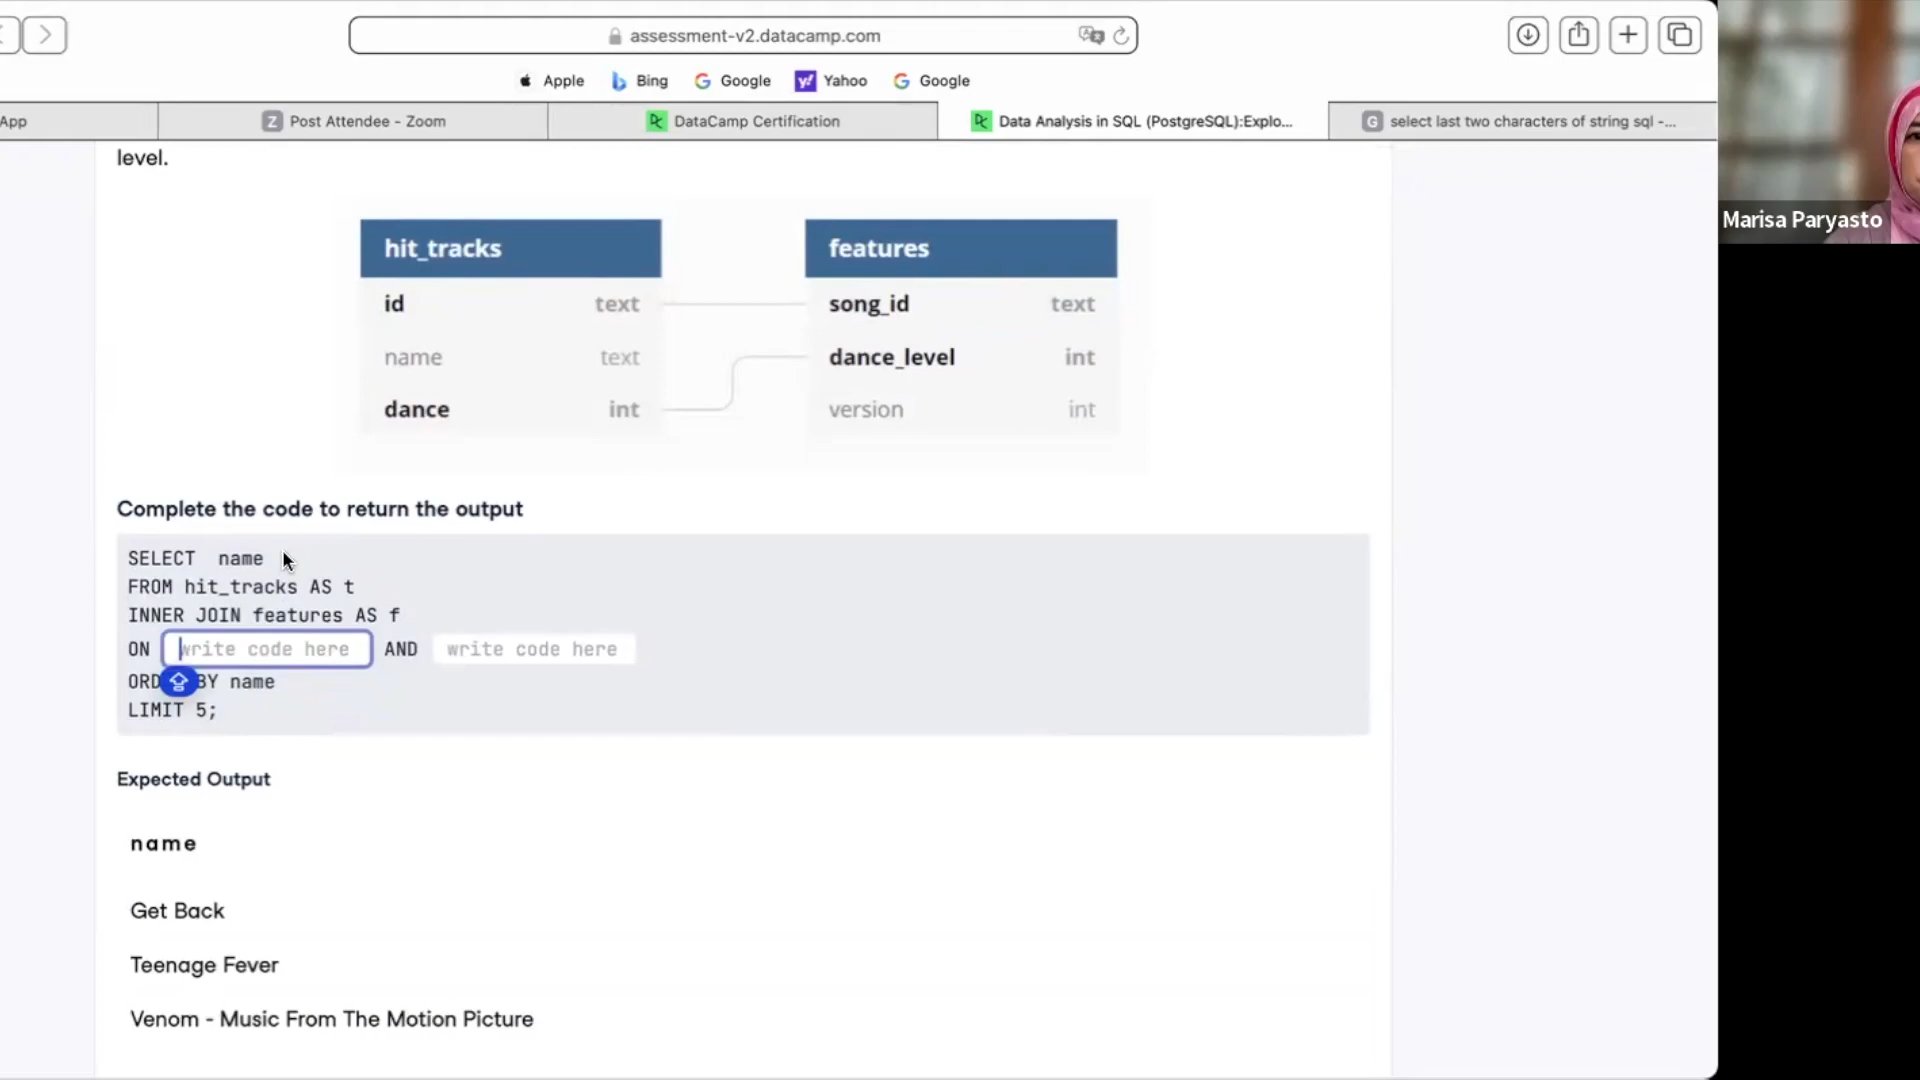 assessment-v2.datacamp.com
Apple Bing Google Yahoo Google
App Post Attendee - Zoom DataCamp Certification Data Analysis in SQL (PostgreSQL):Explo... select last two characters of string sql -...
Marisa Paryasto
level.
hit_tracks features
id text song_id text
name text dance_level int
dance int version int
Complete the code to return the output
SELECT name
FROM hit_tracks AS t
INNER JOIN features AS f
ON write code here AND write code here
ORD BY name
LIMIT 5;
Expected Output
name
Get Back
Teenage Fever
Venom - Music From The Motion Picture